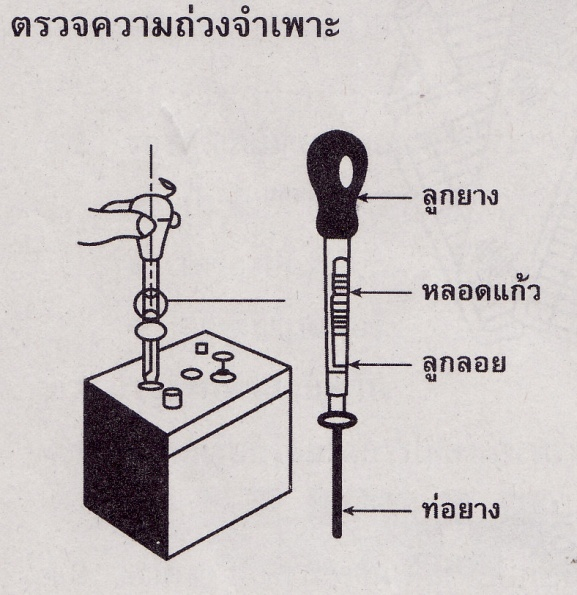 ตรวจความถ่วงจำเพาะ
ลูกยาง
หลอดแก้ว
ลูกลอย
ท่อยาง